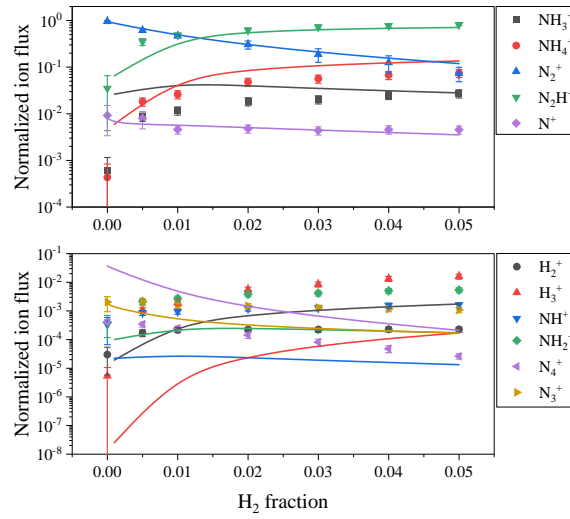 Normalized ion flux
10^0
10^-1
10^-2
10^-3
10^-4
0.00 0.01 0.02 0.03 0.04 0.05
NH3^+
NH4^+
N2^+
N2H^+
N^+
Normalized ion flux
10^-1
10^-2
10^-3
10^-4
10^-5
10^-6
10^-7
10^-8
0.00 0.01 0.02 0.03 0.04 0.05
H2 fraction
H2^+
H3^+
NH^+
NH2^+
N4^+
N3^+